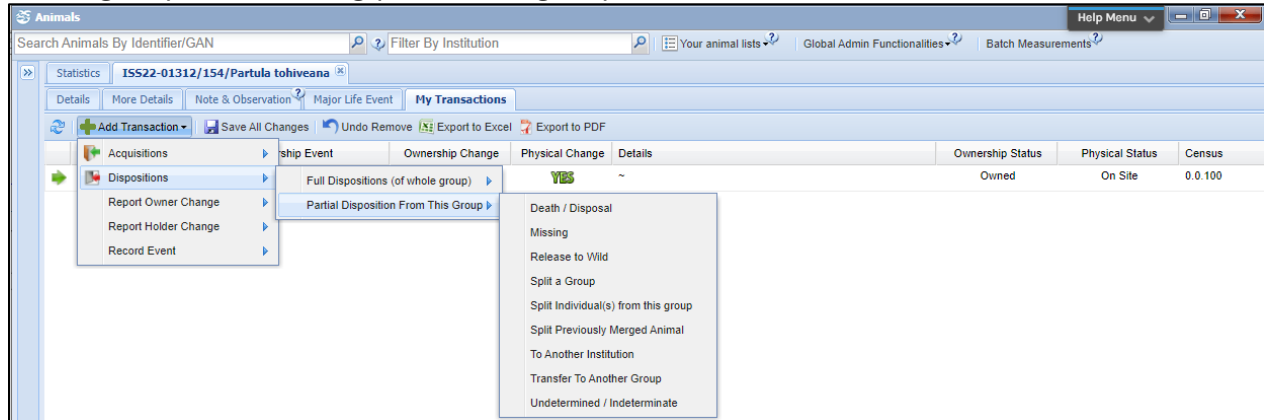 Animals
Help Menu
Search Animals By Identifier/GAN
Filter By Institution
Your animal lists
Global Admin Functionalities
Batch Measurements
Statistics
ISS22-01312/154/Partula tohiveana
Details
More Details
Note & Observation
Major Life Event
My Transactions
Add Transaction
Save All Changes
Undo Remove
Export to Excel
Export to PDF
rship Event
Ownership Change
Physical Change
Details
Ownership Status
Physical Status
Census
YES
~
Owned
On Site
0.0.100
Acquisitions
Dispositions
Report Owner Change
Report Holder Change
Record Event
Full Dispositions (of whole group)
Partial Disposition From This Group
Death / Disposal
Missing
Release to Wild
Split a Group
Split Individual(s) from this group
Split Previously Merged Animal
To Another Institution
Transfer To Another Group
Undetermined / Indeterminate